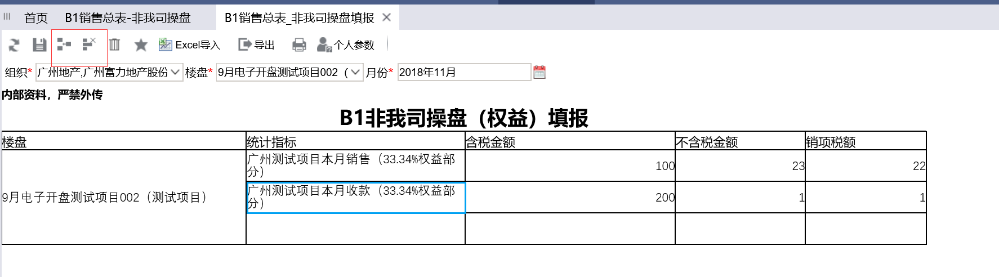 首页 B1销售总表-非我司操盘 B1销售总表_非我司操盘填报
Excel导入 导出 个人参数
组织* 广州地产,广州富力地产股份 楼盘* 9月电子开盘测试项目002（ 月份* 2018年11月
内部资料，严禁外传
B1非我司操盘（权益）填报
楼盘 统计指标 含税金额 不含税金额 销项税额
广州测试项目本月销售（33.34%权益部
分） 100 23 22
9月电子开盘测试项目002（测试项目）
广州测试项目本月收款（33.34%权益部
分） 200 1 1